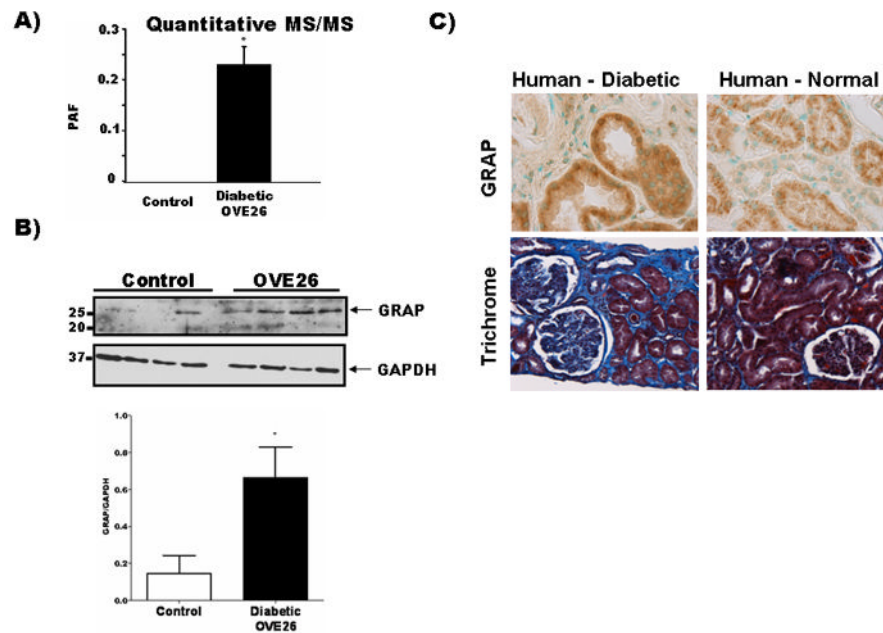 A)
Quantitative MS/MS
*
0.3
0.2
0.1
0
PAF
Control
Diabetic
OVE26
B)
Control
OVE26
25
20
GRAP
37
GAPDH
*
1.0
0.8
0.6
0.4
0.2
0.0
GRAP/GAPDH
Control
Diabetic
OVE26
C)
Human - Diabetic
Human - Normal
GRAP
Trichrome